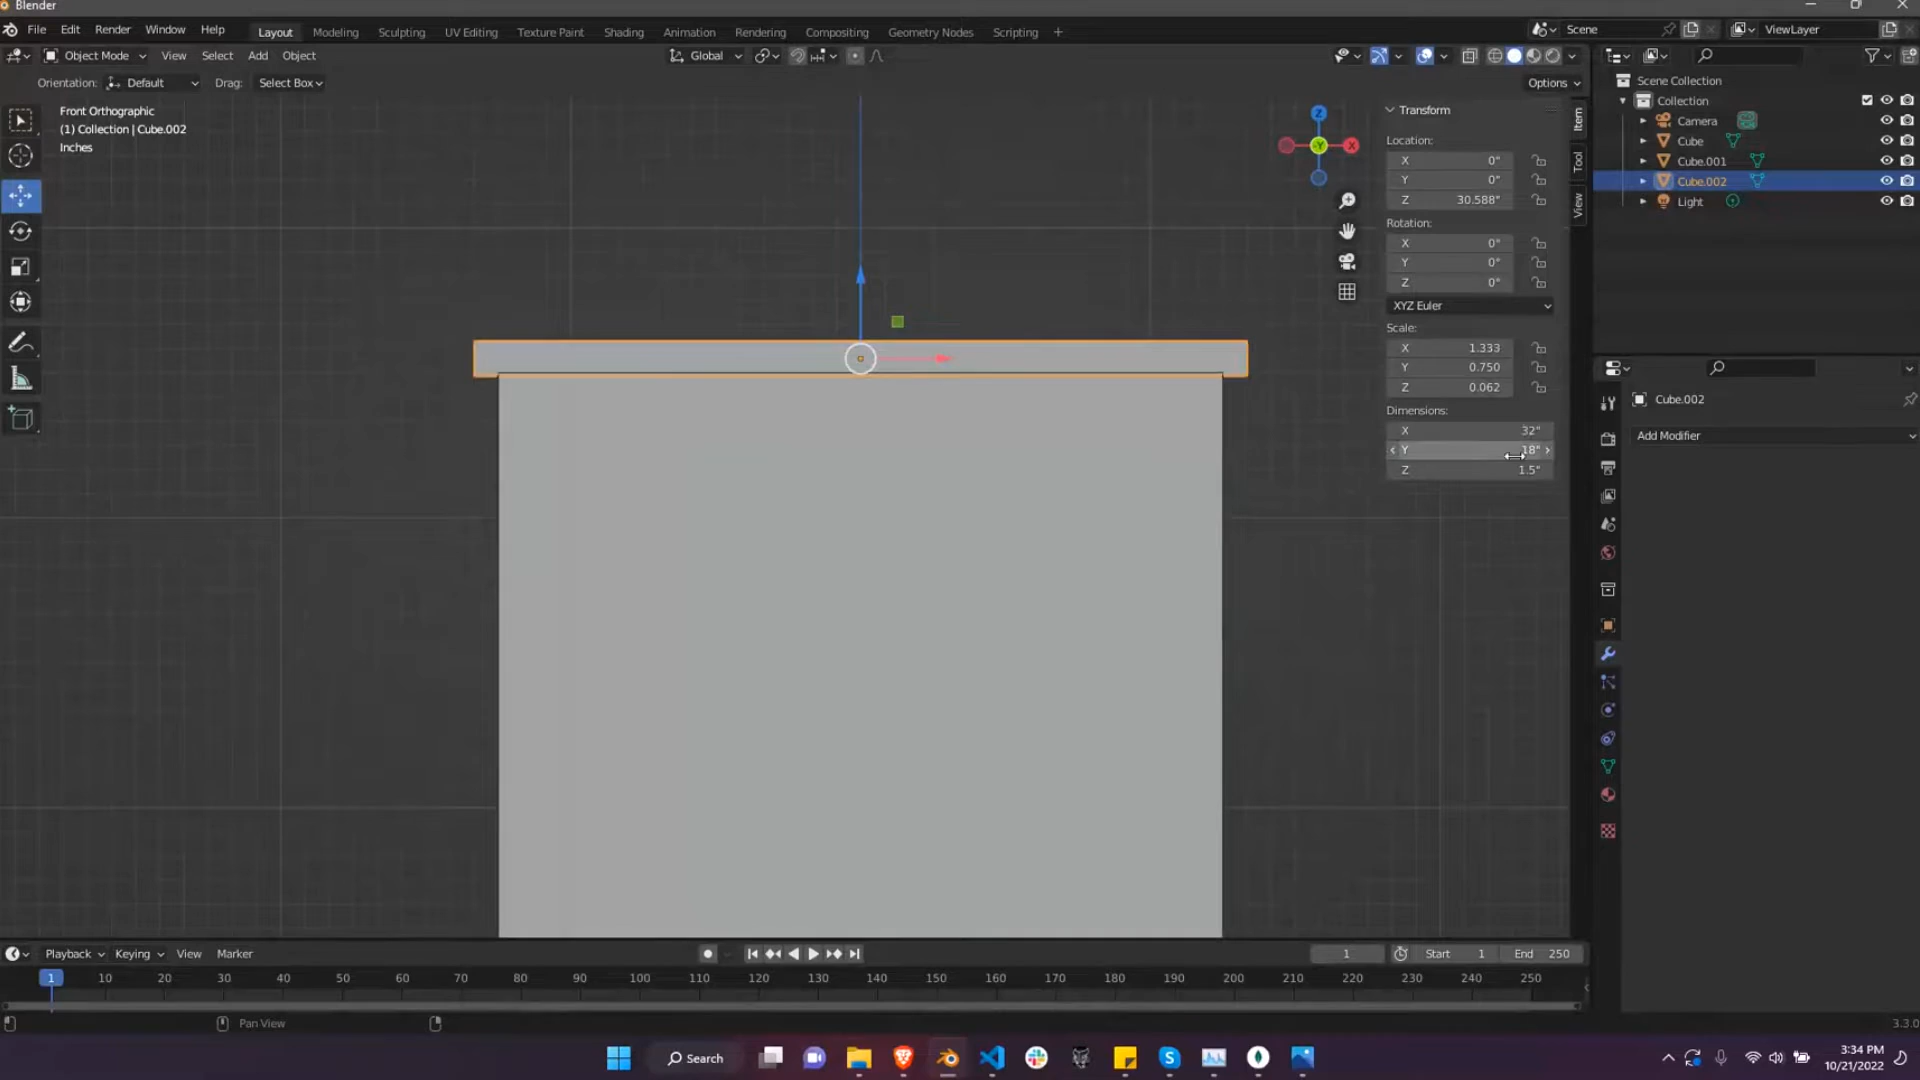 Blender
File Edit Render Window Help Layout Modeling Sculpting UV Editing Texture Paint Shading Animation Rendering Compositing Geometry Nodes Scripting + Scene ViewLayer
Object Mode View Select Add Object Global
Orientation: Default Drag: Select Box Options
Front Orthographic
(1) Collection | Cube.002
Inches
Z
X
Y
Transform
Location:
X 0"
Y 0"
Z 30.588"
Rotation:
X 0°
Y 0°
Z 0°
XYZ Euler
Scale:
X 1.333
Y 0.750
Z 0.062
Dimensions:
X 32"
Y 18"
Z 1.5"
Item
Tool
View
Scene Collection
Collection
Camera
Cube
Cube.001
Cube.002
Light
Cube.002
Add Modifier
Playback Keying View Marker 1 Start 1 End 250
1 10 20 30 40 50 60 70 80 90 100 110 120 130 140 150 160 170 180 190 200 210 220 230 240 250
Pan View 3.3.0
Search
3:34 PM
10/21/2022